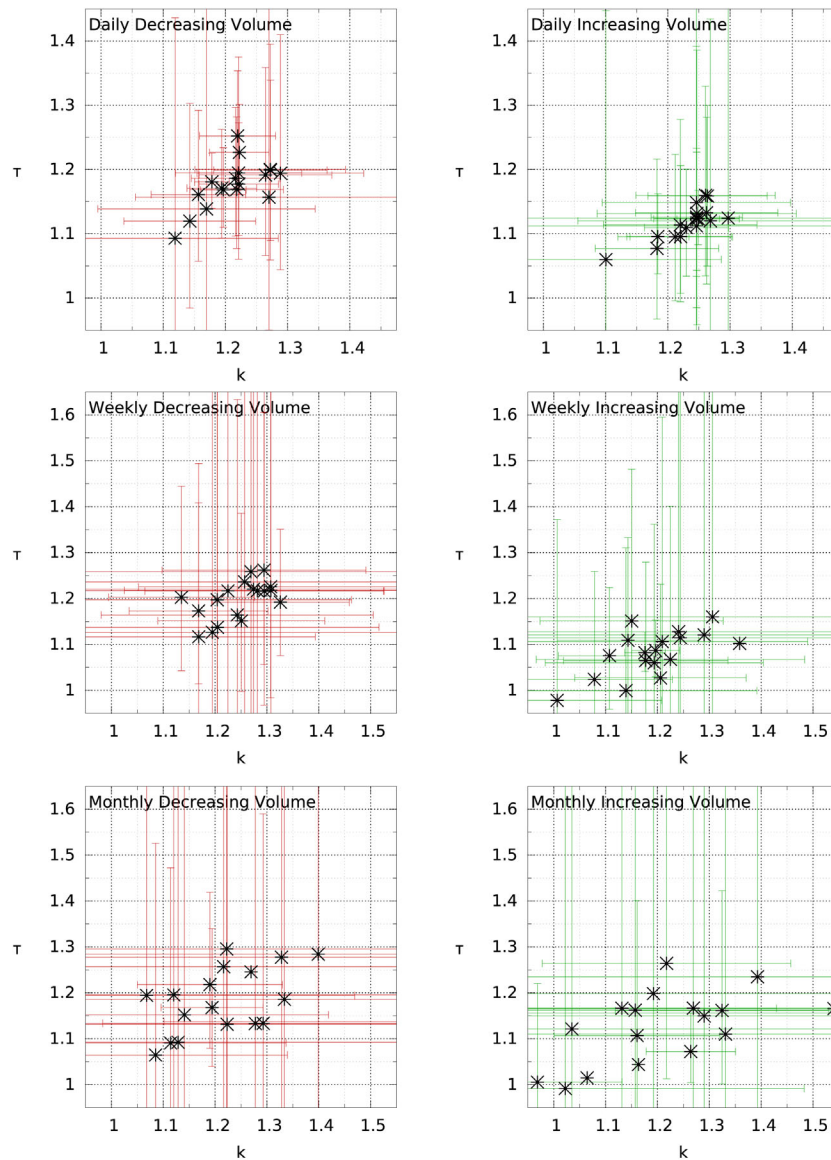 Daily Decreasing Volume
1.4
1.3
1.2
1.1
1
T
1 1.1 1.2 1.3 1.4
k
Daily Increasing Volume
1.4
1.3
1.2
1.1
1
T
1 1.1 1.2 1.3 1.4
k
Weekly Decreasing Volume
1.6
1.5
1.4
1.3
1.2
1.1
1
T
1 1.1 1.2 1.3 1.4 1.5
k
Weekly Increasing Volume
1.6
1.5
1.4
1.3
1.2
1.1
1
T
1 1.1 1.2 1.3 1.4 1.5
k
Monthly Decreasing Volume
1.6
1.5
1.4
1.3
1.2
1.1
1
T
1 1.1 1.2 1.3 1.4 1.5
k
Monthly Increasing Volume
1.6
1.5
1.4
1.3
1.2
1.1
1
T
1 1.1 1.2 1.3 1.4 1.5
k